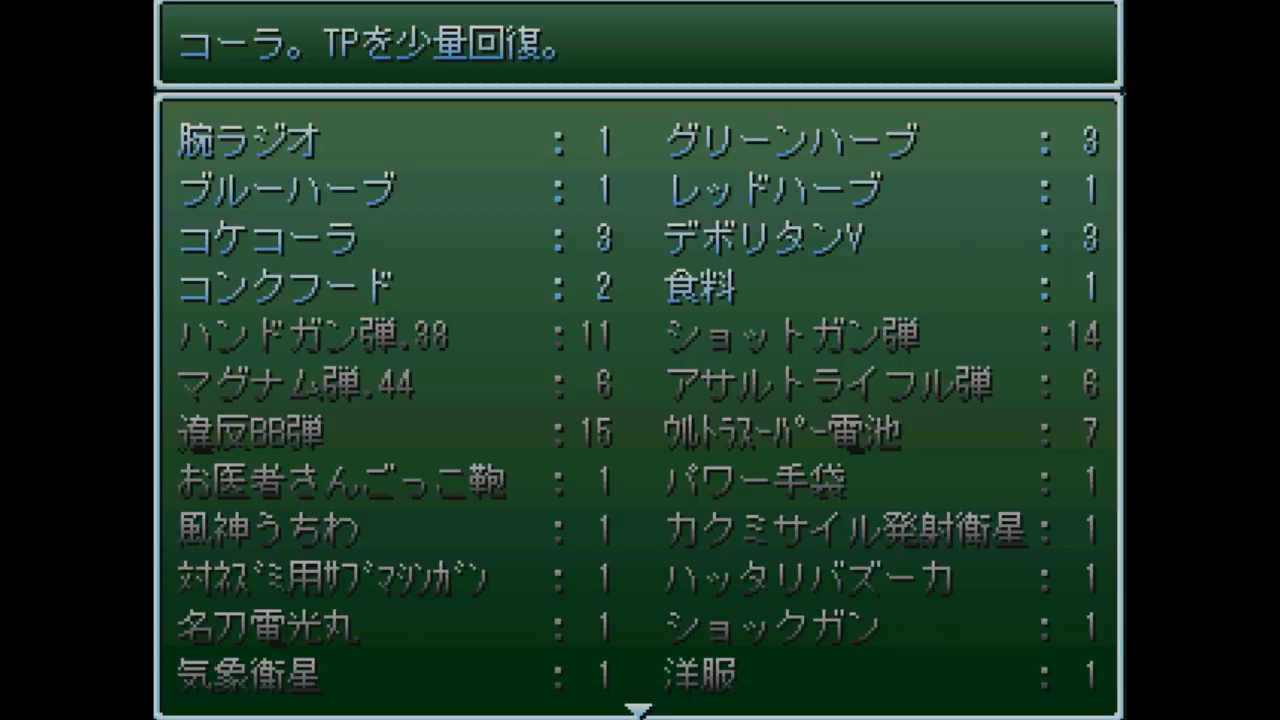 コーラ。TPを少量回復。
腕ラジオ : 1 グリーンハーブ : 3
ブルーハーブ : 1 レッドハーブ : 1
コケコーラ : 3 デボリタンV : 3
コンクフード : 2 食料 : 1
ハンドガン弾.38 : 11 ショットガン弾 : 14
マグナム弾.44 : 6 アサルトライフル弾 : 6
違反BB弾 : 15 ウルトラスーパー電池 : 7
お医者さんごっこ鞄 : 1 パワー手袋 : 1
風神うちわ : 1 カクミサイル発射衛星 : 1
対ネズミ用サブマシンガン : 1 ハッタリバズーカ : 1
名刀電光丸 : 1 ショックガン : 1
気象衛星 : 1 洋服 : 1